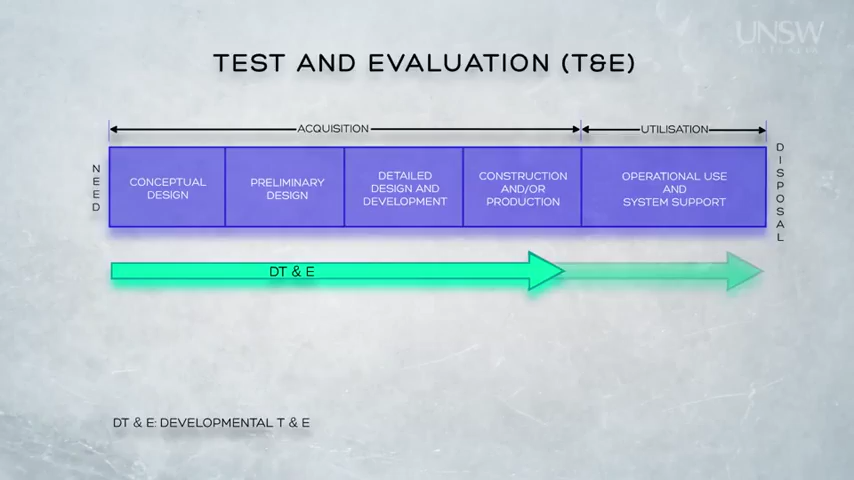 UNSW
AUSTRALIA
TEST AND EVALUATION (T&E)
ACQUISITION
UTILISATION
NEED
CONCEPTUAL
DESIGN
PRELIMINARY
DESIGN
DETAILED
DESIGN AND
DEVELOPMENT
CONSTRUCTION
AND/OR
PRODUCTION
OPERATIONAL USE
AND
SYSTEM SUPPORT
DISPOSAL
DT & E
DT & E: DEVELOPMENTAL T & E